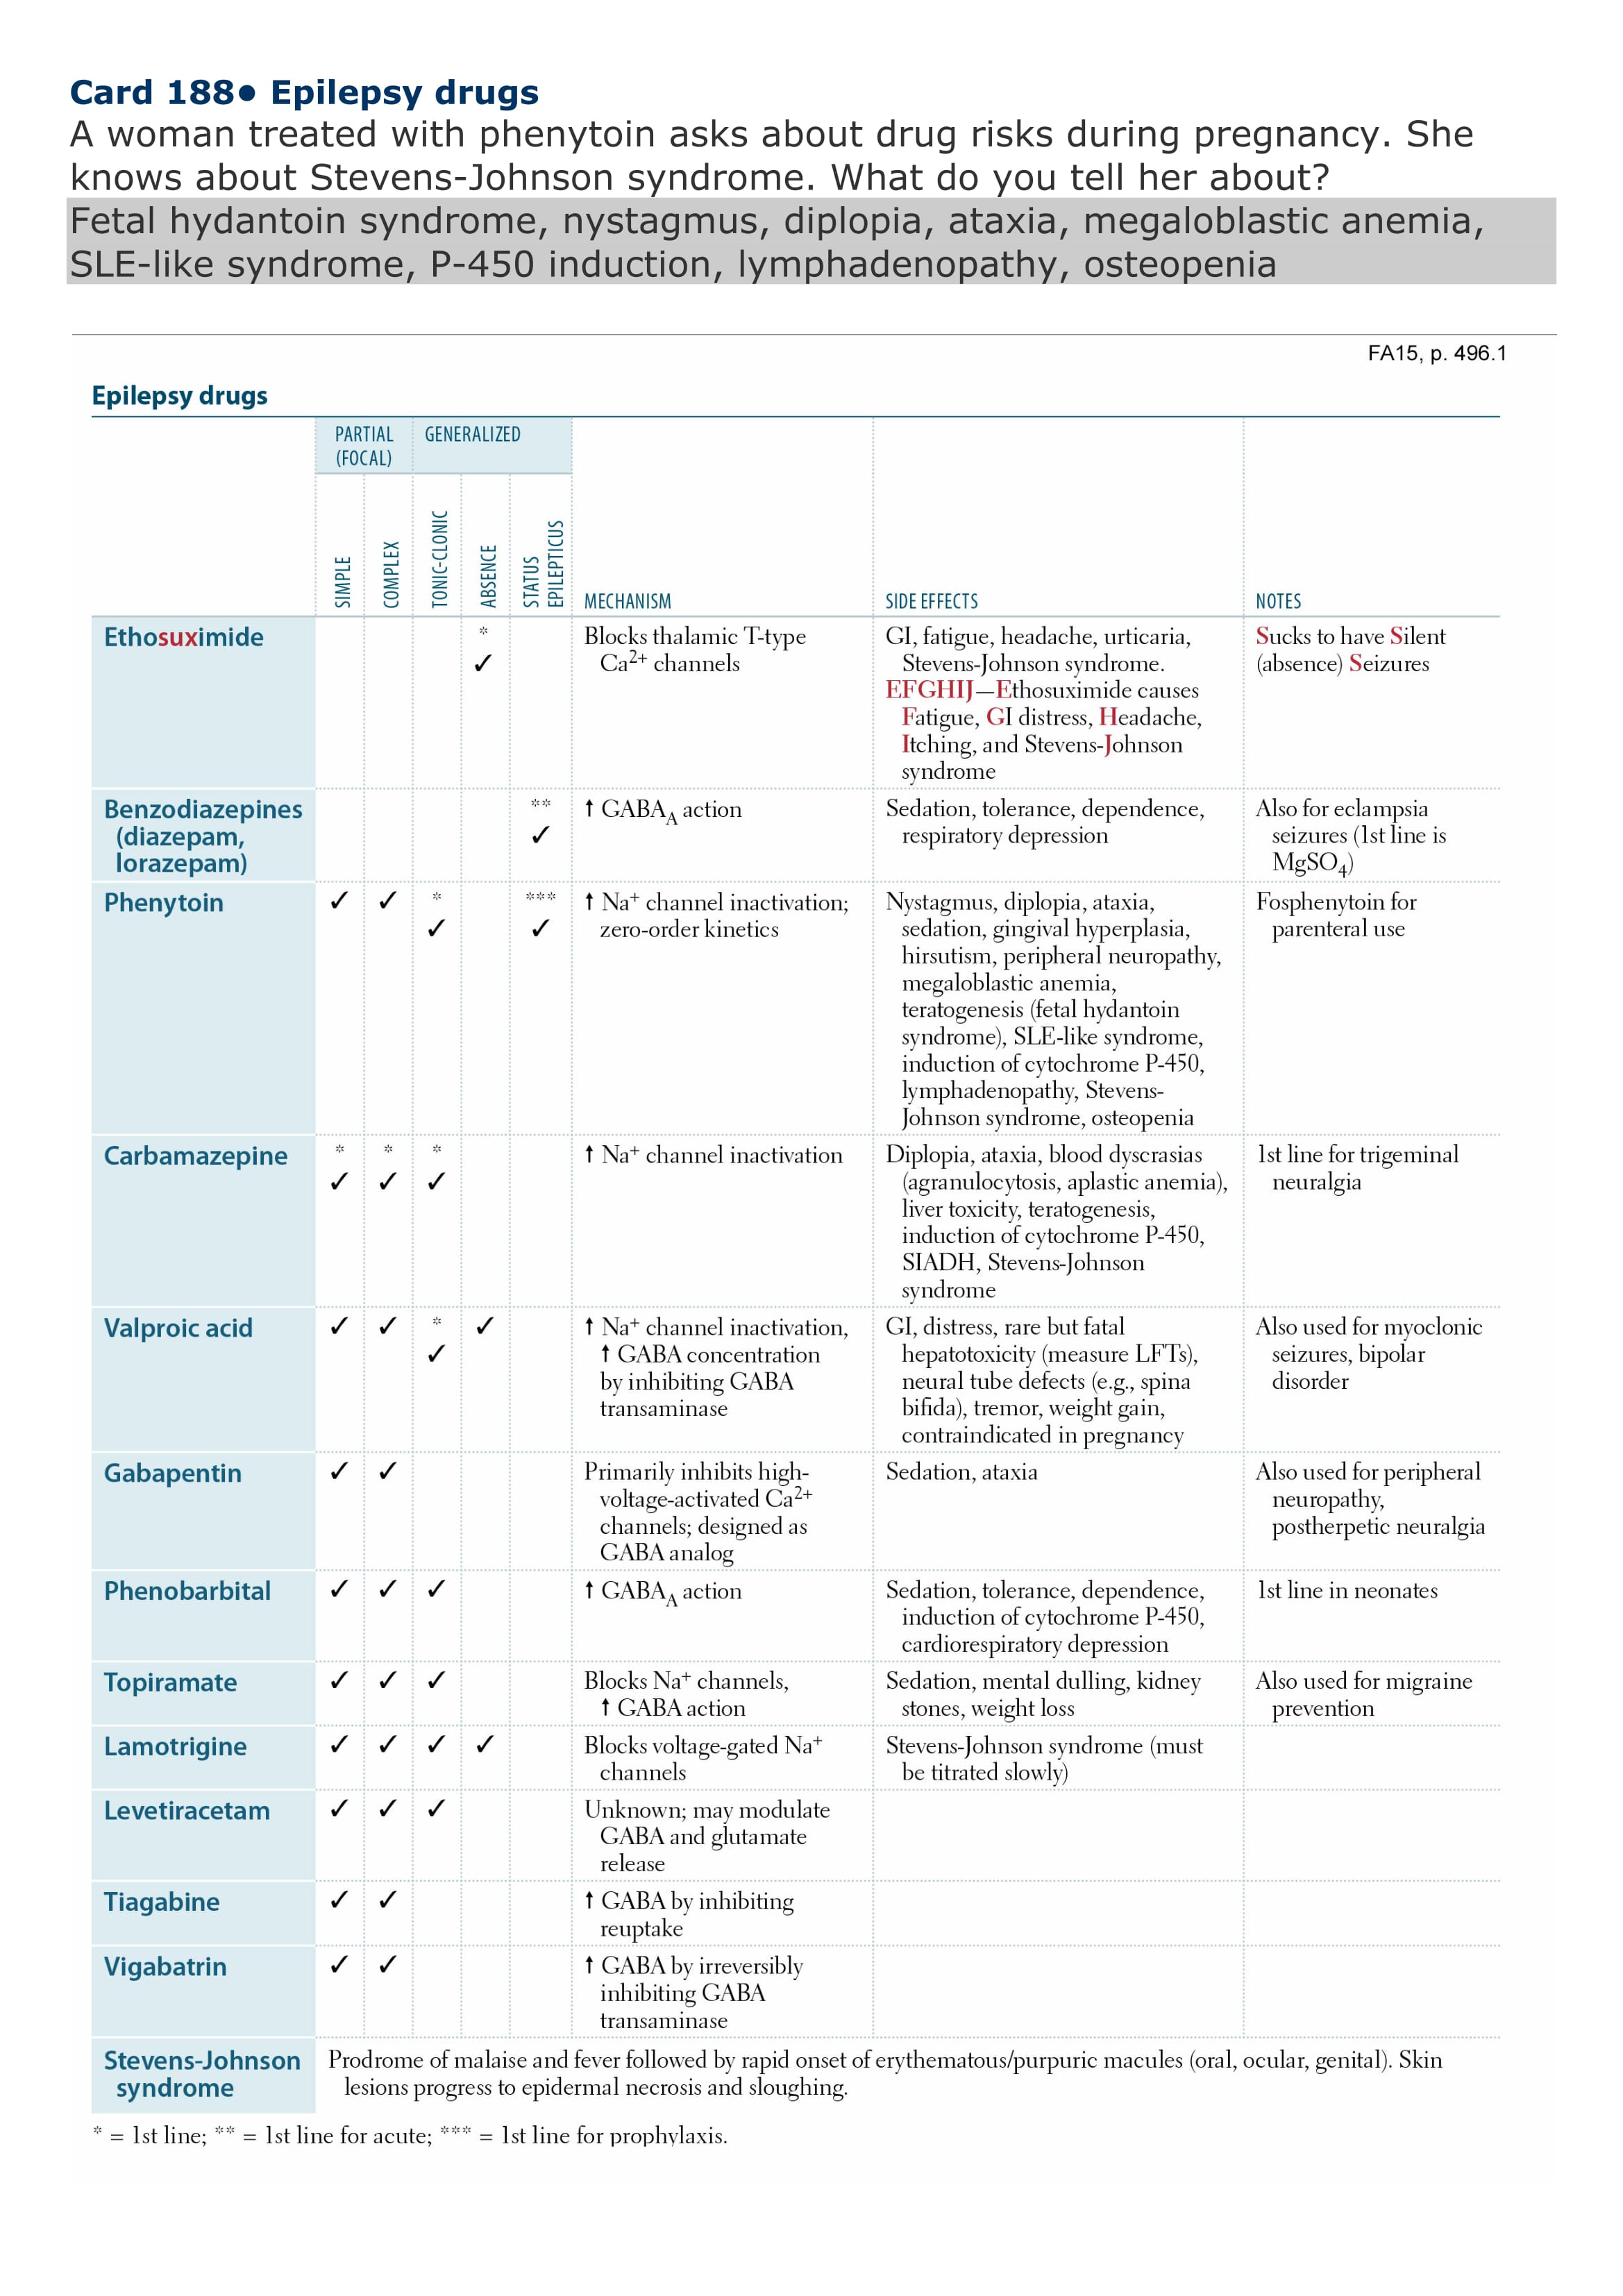 Card 188• Epilepsy drugs
A woman treated with phenytoin asks about drug risks during pregnancy. She
knows about Stevens-Johnson syndrome. What do you tell her about?
Fetal hydantoin syndrome, nystagmus, diplopia, ataxia, megaloblastic anemia,
SLE-like syndrome, P-450 induction, lymphadenopathy, osteopenia
FA15, p. 496.1
Epilepsy drugs
PARTIAL
(FOCAL)
GENERALIZED
SIMPLE
COMPLEX
TONIC-CLONIC
ABSENCE
STATUS
EPILEPTICUS
MECHANISM
SIDE EFFECTS
NOTES
Ethosuximide
*
✓
Blocks thalamic T-type
Ca2+ channels
GI, fatigue, headache, urticaria,
Stevens-Johnson syndrome.
EFGHIJ—Ethosuximide causes
Fatigue, GI distress, Headache,
Itching, and Stevens-Johnson
syndrome
Sucks to have Silent
(absence) Seizures
Benzodiazepines
(diazepam,
lorazepam)
**
✓
↑ GABAA action
Sedation, tolerance, dependence,
respiratory depression
Also for eclampsia
seizures (1st line is
MgSO4)
Phenytoin
✓ ✓ * ***
✓ ✓
↑ Na+ channel inactivation;
zero-order kinetics
Nystagmus, diplopia, ataxia,
sedation, gingival hyperplasia,
hirsutism, peripheral neuropathy,
megaloblastic anemia,
teratogenesis (fetal hydantoin
syndrome), SLE-like syndrome,
induction of cytochrome P-450,
lymphadenopathy, Stevens-
Johnson syndrome, osteopenia
Fosphenytoin for
parenteral use
Carbamazepine
* * *
✓ ✓ ✓
↑ Na+ channel inactivation
Diplopia, ataxia, blood dyscrasias
(agranulocytosis, aplastic anemia),
liver toxicity, teratogenesis,
induction of cytochrome P-450,
SIADH, Stevens-Johnson
syndrome
1st line for trigeminal
neuralgia
Valproic acid
✓ ✓ * ✓
✓
↑ Na+ channel inactivation,
↑ GABA concentration
by inhibiting GABA
transaminase
GI, distress, rare but fatal
hepatotoxicity (measure LFTs),
neural tube defects (e.g., spina
bifida), tremor, weight gain,
contraindicated in pregnancy
Also used for myoclonic
seizures, bipolar
disorder
Gabapentin
✓ ✓
Primarily inhibits high-
voltage-activated Ca2+
channels; designed as
GABA analog
Sedation, ataxia
Also used for peripheral
neuropathy,
postherpetic neuralgia
Phenobarbital
✓ ✓ ✓
↑ GABAA action
Sedation, tolerance, dependence,
induction of cytochrome P-450,
cardiorespiratory depression
1st line in neonates
Topiramate
✓ ✓ ✓
Blocks Na+ channels,
↑ GABA action
Sedation, mental dulling, kidney
stones, weight loss
Also used for migraine
prevention
Lamotrigine
✓ ✓ ✓ ✓
Blocks voltage-gated Na+
channels
Stevens-Johnson syndrome (must
be titrated slowly)
Levetiracetam
✓ ✓ ✓
Unknown; may modulate
GABA and glutamate
release
Tiagabine
✓ ✓
↑ GABA by inhibiting
reuptake
Vigabatrin
✓ ✓
↑ GABA by irreversibly
inhibiting GABA
transaminase
Stevens-Johnson
syndrome
Prodrome of malaise and fever followed by rapid onset of erythematous/purpuric macules (oral, ocular, genital). Skin
lesions progress to epidermal necrosis and sloughing.
* = 1st line; ** = 1st line for acute; *** = 1st line for prophylaxis.